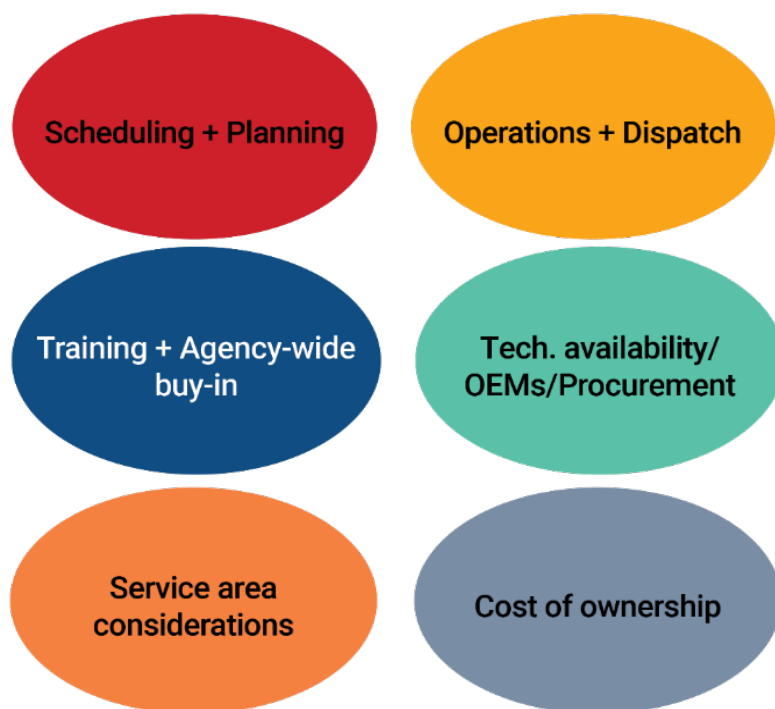 Scheduling + Planning
Operations + Dispatch
Training + Agency-wide
buy-in
Tech. availability/
OEMs/Procurement
Service area
considerations
Cost of ownership